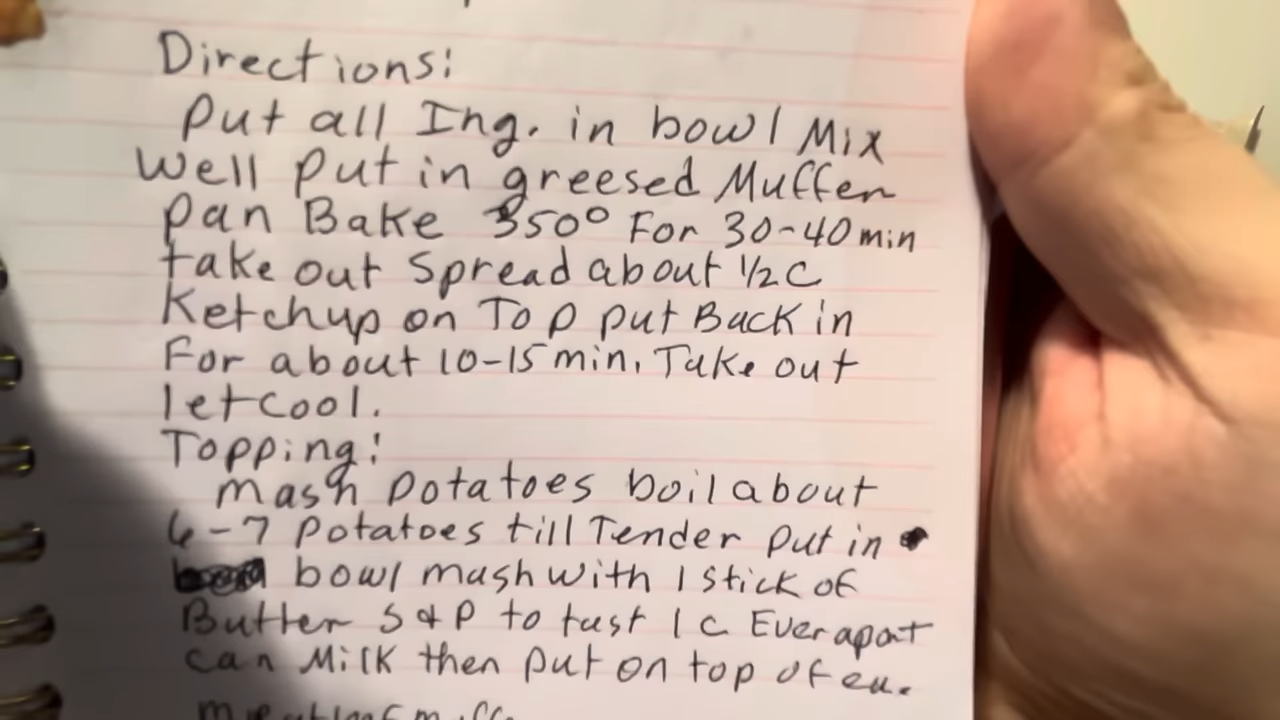 Directions:
Put all Ing. in bowl Mix
Well put in greesed Muffen
pan Bake 350° For 30-40 min
take out Spread about 1/2 C
Ketchup on Top put Back in
For about 10-15 min. Take out
let cool.
Topping:
Mash potatoes boil about
6-7 potatoes till Tender put in
bowl mash with 1 stick of
Butter S & P to tast 1 c Everapoat
can Milk then put on top of ea.